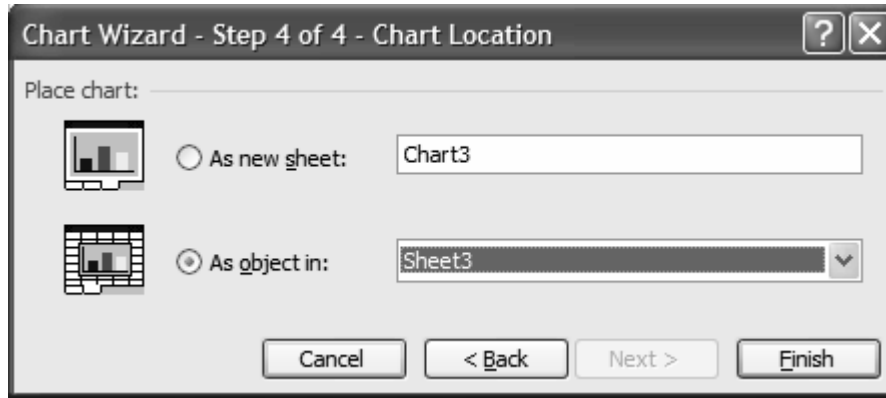 Chart Wizard - Step 4 of 4 - Chart Location
?
Place chart:
As new sheet: Chart3
As object in: Sheet3
Cancel < Back Next > Finish